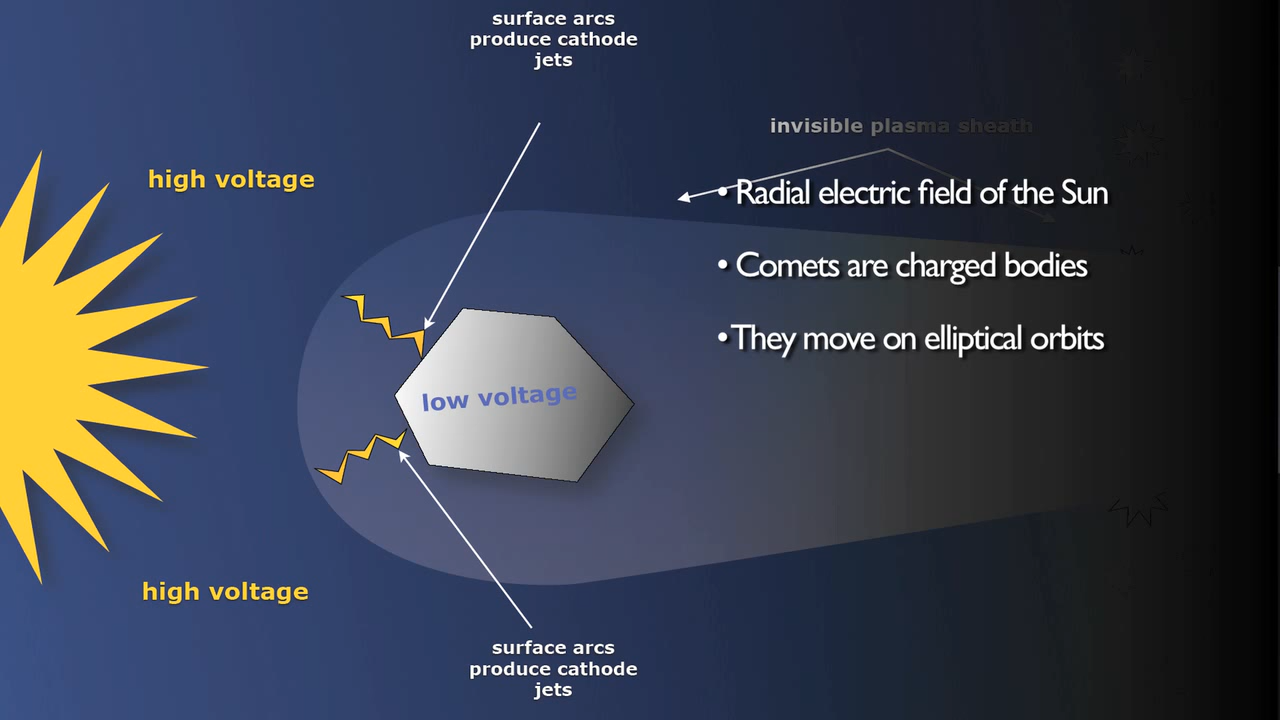 surface arcs
produce cathode
jets
invisible plasma sheath
high voltage
• Radial electric field of the Sun
• Comets are charged bodies
• They move on elliptical orbits
low voltage
high voltage
surface arcs
produce cathode
jets